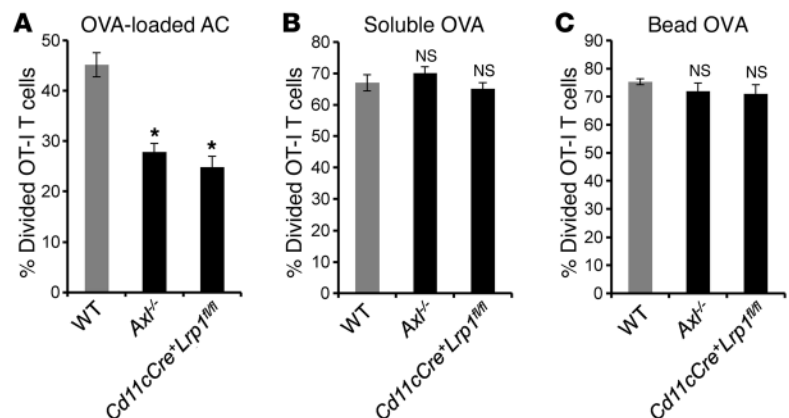 A OVA-loaded AC
% Divided OT-I T cells
50
40
30
20
10
0
*
*
WT
Axl-/-
Cd11cCre+Lrp1fl/fl
B Soluble OVA
% Divided OT-I T cells
80
70
60
50
40
30
20
10
0
NS
NS
WT
Axl-/-
Cd11cCre+Lrp1fl/fl
C Bead OVA
% Divided OT-I T cells
90
80
70
60
50
40
30
20
10
0
NS
NS
WT
Axl-/-
Cd11cCre+Lrp1fl/fl